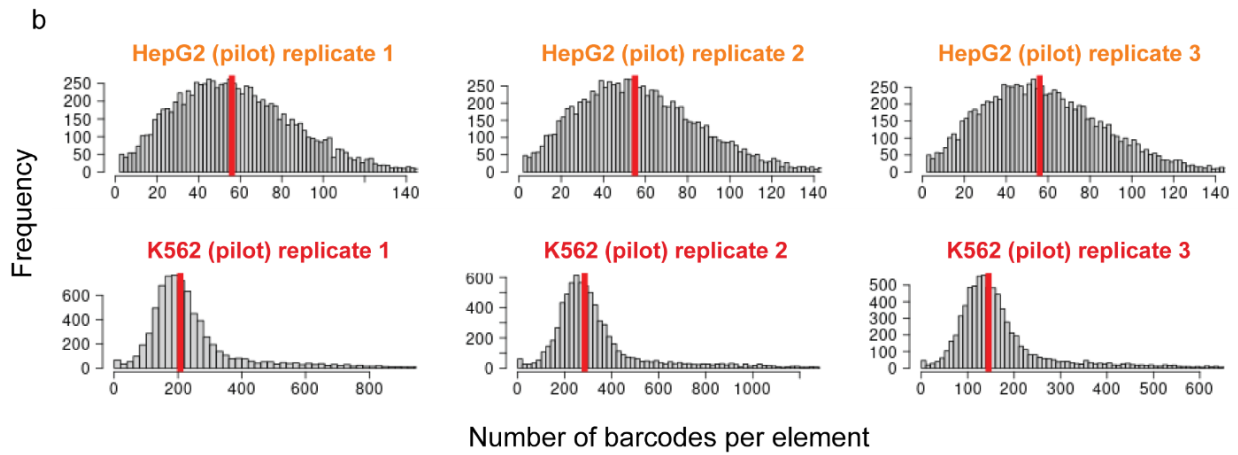 b
HepG2 (pilot) replicate 1
HepG2 (pilot) replicate 2
HepG2 (pilot) replicate 3
250
200
150
100
50
0
0 20 40 60 80 100 140
250
200
150
100
50
0
0 20 40 60 80 100 120 140
250
200
150
100
50
0
0 20 40 60 80 100 120 140
Frequency
K562 (pilot) replicate 1
K562 (pilot) replicate 2
K562 (pilot) replicate 3
600
400
200
0
0 200 400 600 800
600
400
200
0
0 200 400 600 800 1000
500
400
300
200
100
0
0 100 200 300 400 500 600
Number of barcodes per element